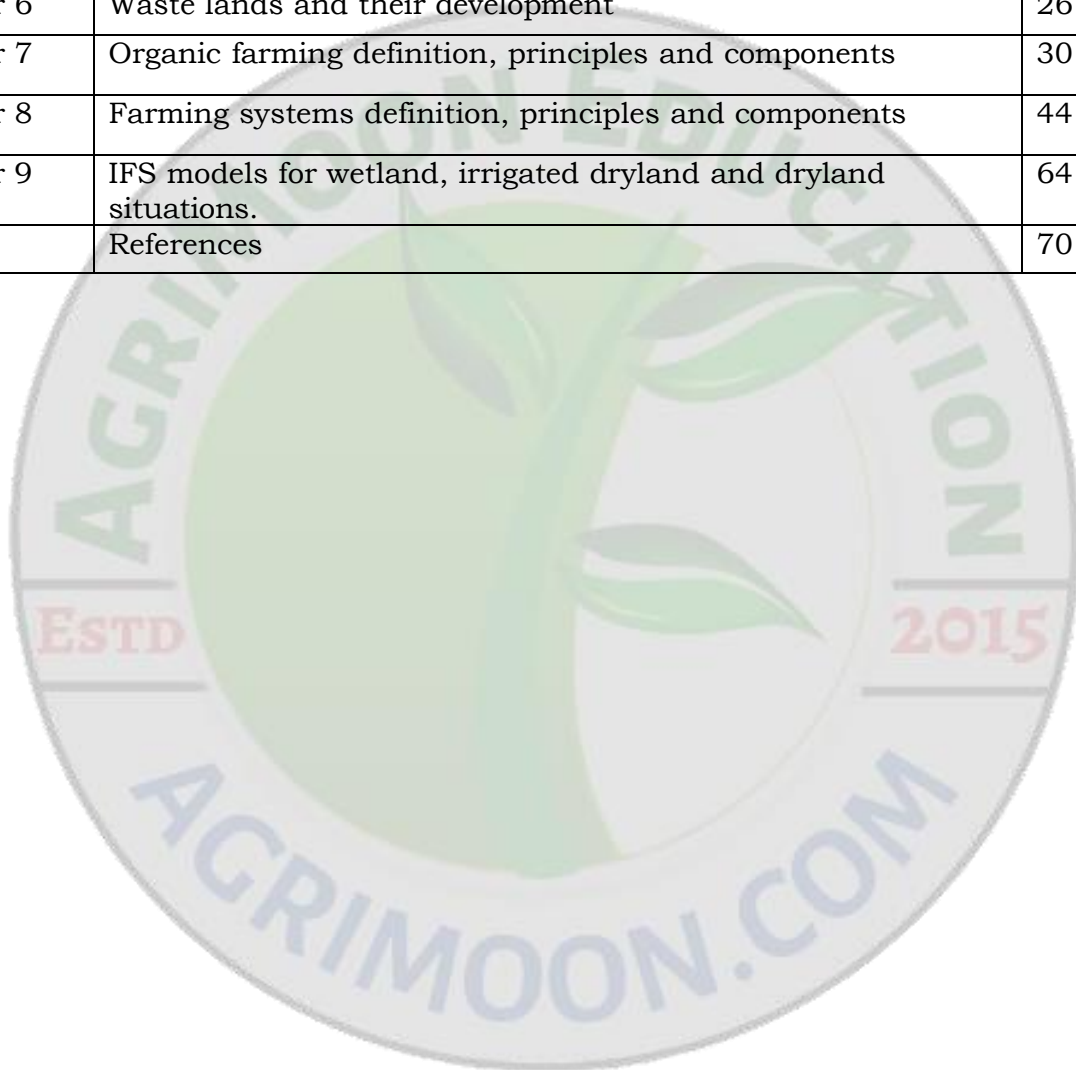 r 6 Waste lands and their development 26
r 7 Organic farming definition, principles and components 30
r 8 Farming systems definition, principles and components 44
r 9 IFS models for wetland, irrigated dryland and dryland 64
situations.
References 70
AGRIMOON EDUCATION
ESTD 2015
AGRIMOON.COM